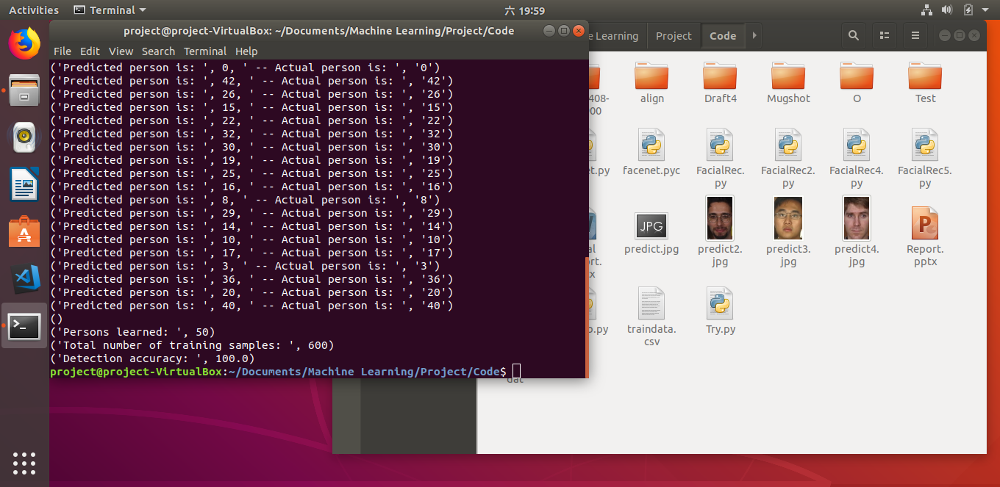 Activities
Terminal
六 19:59
project@project-VirtualBox: ~/Documents/Machine Learning/Project/Code
File Edit View Search Terminal Help
('Predicted person is: ', 0, ' -- Actual person is: ', '0')
('Predicted person is: ', 42, ' -- Actual person is: ', '42')
('Predicted person is: ', 26, ' -- Actual person is: ', '26')
('Predicted person is: ', 15, ' -- Actual person is: ', '15')
('Predicted person is: ', 22, ' -- Actual person is: ', '22')
('Predicted person is: ', 32, ' -- Actual person is: ', '32')
('Predicted person is: ', 30, ' -- Actual person is: ', '30')
('Predicted person is: ', 19, ' -- Actual person is: ', '19')
('Predicted person is: ', 25, ' -- Actual person is: ', '25')
('Predicted person is: ', 16, ' -- Actual person is: ', '16')
('Predicted person is: ', 8, ' -- Actual person is: ', '8')
('Predicted person is: ', 29, ' -- Actual person is: ', '29')
('Predicted person is: ', 14, ' -- Actual person is: ', '14')
('Predicted person is: ', 10, ' -- Actual person is: ', '10')
('Predicted person is: ', 17, ' -- Actual person is: ', '17')
('Predicted person is: ', 3, ' -- Actual person is: ', '3')
('Predicted person is: ', 36, ' -- Actual person is: ', '36')
('Predicted person is: ', 20, ' -- Actual person is: ', '20')
('Predicted person is: ', 40, ' -- Actual person is: ', '40')
()
('Persons learned: ', 50)
('Total number of training samples: ', 600)
('Detection accuracy: ', 100.0)
project@project-VirtualBox:~/Documents/Machine Learning/Project/Code$
e Learning
Project
Code
408-
00
align
Draft4
Mugshot
O
Test
et.py
facenet.pyc
FacialRec.
py
FacialRec2.
py
FacialRec4.
py
FacialRec5.
py
al
rt.
x
JPG
predict.jpg
predict2.
jpg
predict3.
jpg
predict4.
jpg
P
Report.
pptx
p.py
traindata.
csv
Try.py
dat